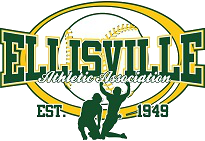 ELLISVILLE
Athletic Association
EST. 1949